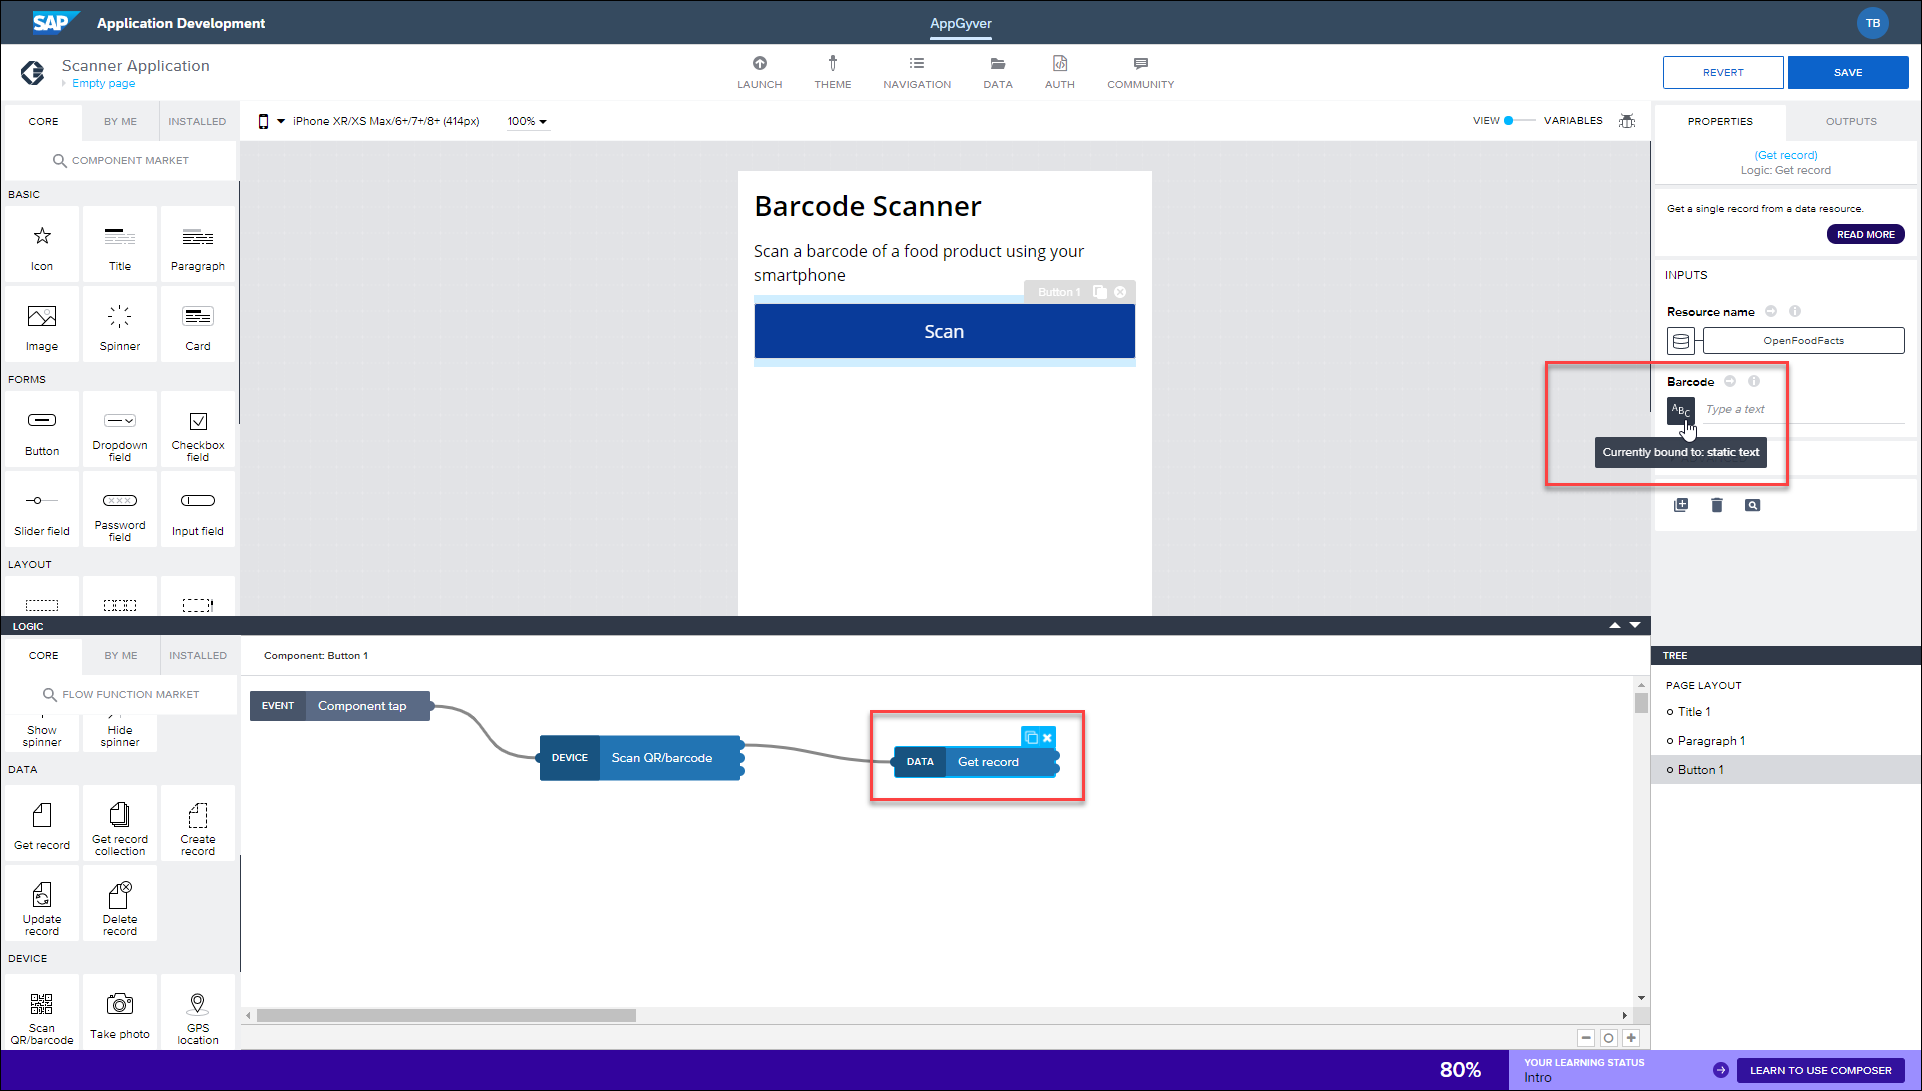 SAP Application Development
AppGyver
TB
Scanner Application
Empty page
LAUNCH
THEME
NAVIGATION
DATA
AUTH
COMMUNITY
REVERT
SAVE
CORE
BY ME
INSTALLED
iPhone XR/XS Max/6+/7+/8+ (414px)
100%
VIEW
VARIABLES
PROPERTIES
OUTPUTS
COMPONENT MARKET
BASIC
Icon
Title
Paragraph
Image
Spinner
Card
FORMS
Button
Dropdown
field
Checkbox
field
Slider field
Password
field
Input field
LAYOUT
Barcode Scanner
Scan a barcode of a food product using your
smartphone
Button 1
Scan
(Get record)
Logic: Get record
Get a single record from a data resource.
READ MORE
INPUTS
Resource name
OpenFoodFacts
Barcode
ABC
Type a text
Currently bound to: static text
LOGIC
CORE
BY ME
INSTALLED
Component: Button 1
FLOW FUNCTION MARKET
Show
spinner
Hide
spinner
DATA
Get record
Get record
collection
Create
record
Update
record
Delete
record
DEVICE
Scan
QR/barcode
Take photo
GPS
location
EVENT
Component tap
DEVICE
Scan QR/barcode
DATA
Get record
TREE
PAGE LAYOUT
Title 1
Paragraph 1
Button 1
80%
YOUR LEARNING STATUS
Intro
LEARN TO USE COMPOSER